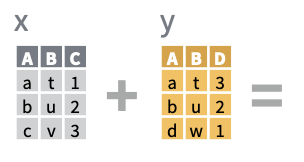 x y
A B C A B D
a t 1 a t 3
b u 2 + b u 2 =
c v 3 d w 1